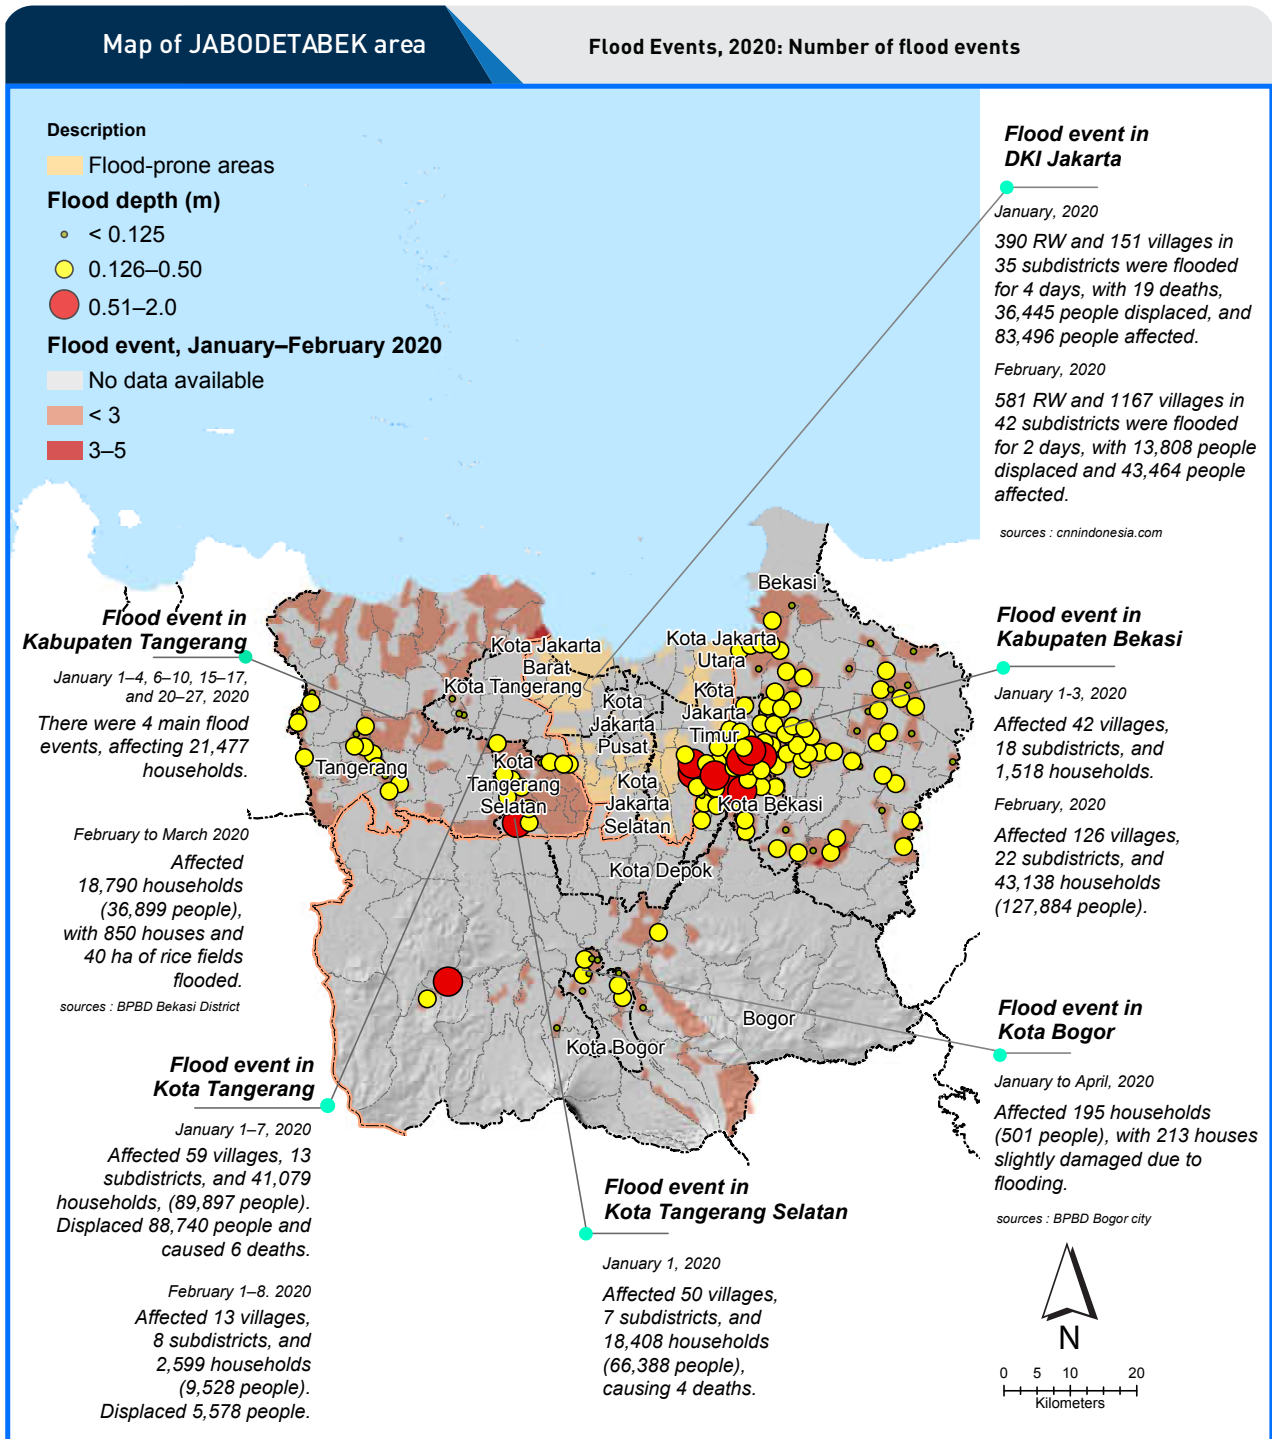 Map of JABODETABEK area
Flood Events, 2020: Number of flood events
Description
Flood-prone areas
Flood depth (m)
< 0.125
0.126–0.50
0.51–2.0
Flood event, January–February 2020
No data available
< 3
3–5
Flood event in
DKI Jakarta
January, 2020
390 RW and 151 villages in
35 subdistricts were flooded
for 4 days, with 19 deaths,
36,445 people displaced, and
83,496 people affected.
February, 2020
581 RW and 1167 villages in
42 subdistricts were flooded
for 2 days, with 13,808 people
displaced and 43,464 people
affected.
sources : cnnindonesia.com
Flood event in
Kabupaten Tangerang
January 1–4, 6–10, 15–17,
and 20–27, 2020
There were 4 main flood
events, affecting 21,477
households.
February to March 2020
Affected
18,790 households
(36,899 people),
with 850 houses and
40 ha of rice fields
flooded.
sources : BPBD Bekasi District
Flood event in
Kota Tangerang
January 1–7, 2020
Affected 59 villages, 13
subdistricts, and 41,079
households, (89,897 people).
Displaced 88,740 people and
caused 6 deaths.
February 1–8. 2020
Affected 13 villages,
8 subdistricts, and
2,599 households
(9,528 people).
Displaced 5,578 people.
Bekasi
Kota Jakarta
Barat
Kota Jakarta
Utara
Kota Tangerang
Kota
Jakarta
Pusat
Kota
Jakarta
Timur
Tangerang
Kota
Tangerang
Selatan
Kota
Jakarta
Selatan
Kota Bekasi
Kota Depok
Bogor
Kota Bogor
Flood event in
Kabupaten Bekasi
January 1-3, 2020
Affected 42 villages,
18 subdistricts, and
1,518 households.
February, 2020
Affected 126 villages,
22 subdistricts, and
43,138 households
(127,884 people).
Flood event in
Kota Bogor
January to April, 2020
Affected 195 households
(501 people), with 213 houses
slightly damaged due to
flooding.
sources : BPBD Bogor city
Flood event in
Kota Tangerang Selatan
January 1, 2020
Affected 50 villages,
7 subdistricts, and
18,408 households
(66,388 people),
causing 4 deaths.
N
0 5 10 20
Kilometers